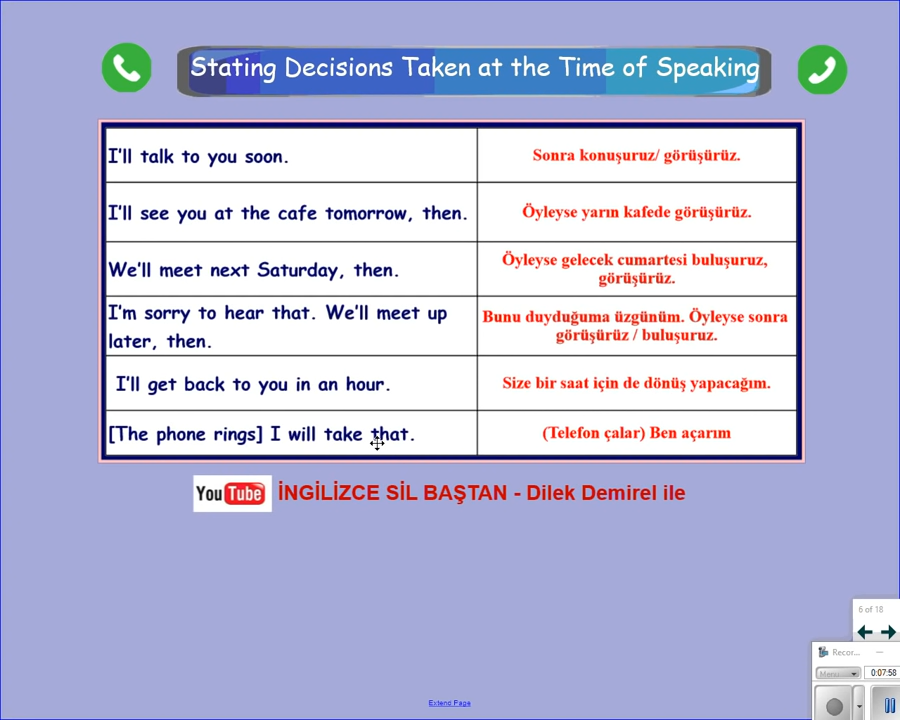 Stating Decisions Taken at the Time of Speaking
I'll talk to you soon.
Sonra konuşuruz/ görüşürüz.
I'll see you at the cafe tomorrow, then.
Öyleyse yarın kafede görüşürüz.
We'll meet next Saturday, then.
Öyleyse gelecek cumartesi buluşuruz,
görüşürüz.
I'm sorry to hear that. We'll meet up
later, then.
Bunu duyduğuma üzgünüm. Öyleyse sonra
görüşürüz / buluşuruz.
I'll get back to you in an hour.
Size bir saat için de dönüş yapacağım.
[The phone rings] I will take that.
(Telefon çalar) Ben açarım
YouTube İNGİLİZCE SİL BAŞTAN - Dilek Demirel ile
6 of 18
Recor...
Menu
0:07:58
Extend Page